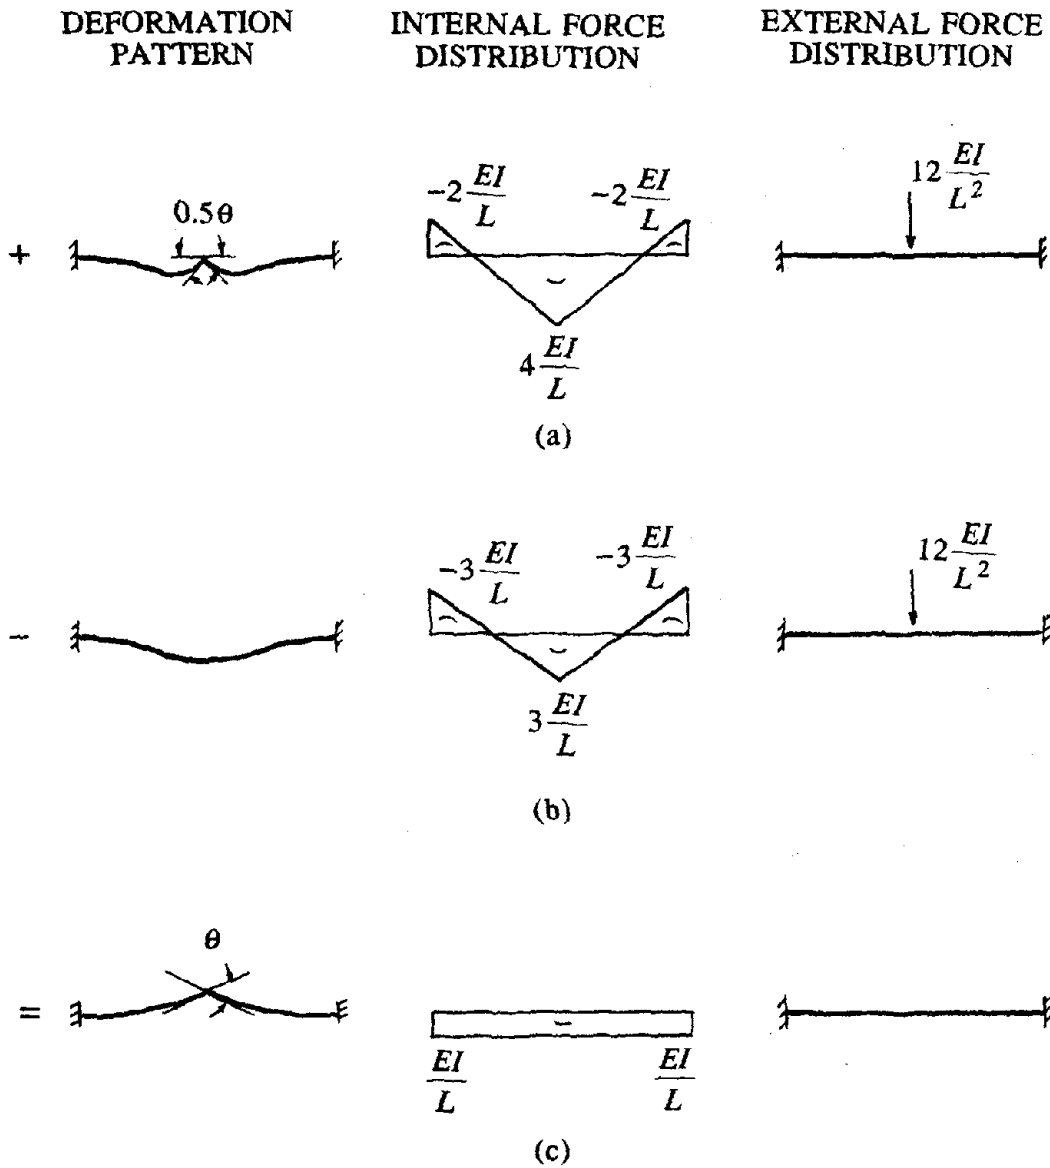 DEFORMATION PATTERN
INTERNAL FORCE DISTRIBUTION
EXTERNAL FORCE DISTRIBUTION
+
0.5θ
-2 EI/L
-2 EI/L
4 EI/L
12 EI/L²
(a)
−
-3 EI/L
-3 EI/L
3 EI/L
12 EI/L²
(b)
=
θ
EI/L
EI/L
(c)